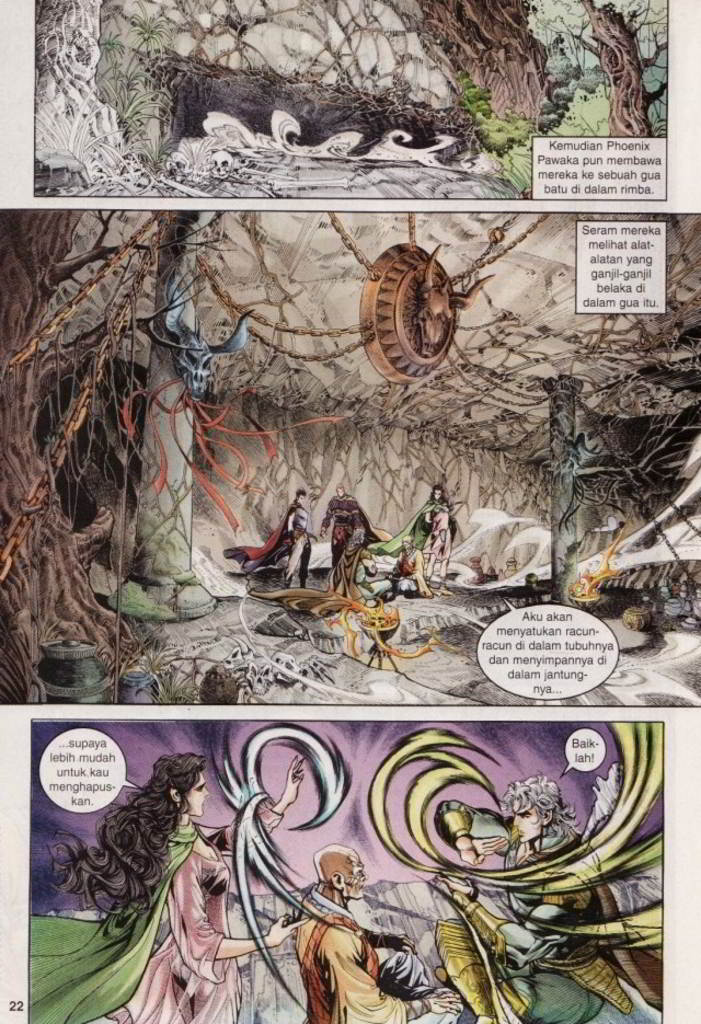 Kemudian Phoenix
Pawaka pun membawa
mereka ke sebuah gua
batu di dalam rimba.
Seram mereka
melihat alat-
alatan yang
ganjil-ganjil
belaka di
dalam gua itu.
Aku akan
menyatukan racun-
racun di dalam tubuhnya
dan menyimpannya di
dalam jantung-
nya...
...supaya
lebih mudah
untuk kau
menghapus-
kan.
Baik-
lah!
22